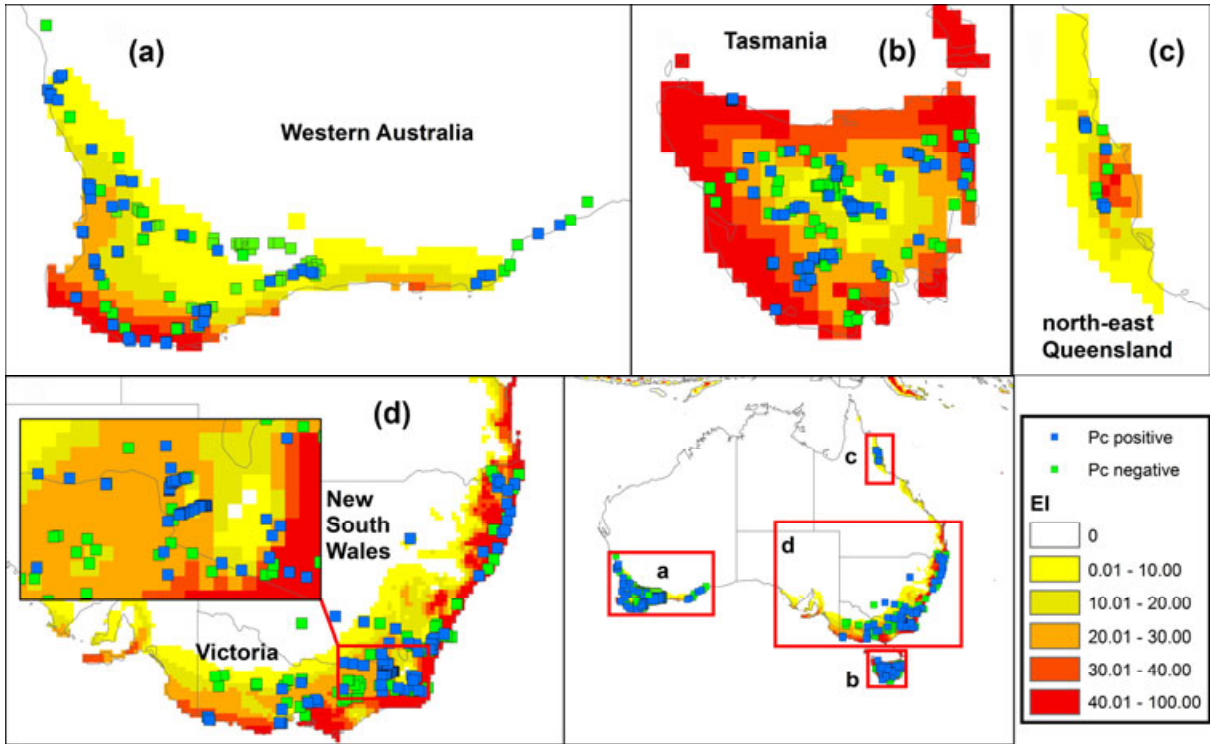 (a)
Western Australia
Tasmania
(b)
(c)
north-east
Queensland
(d)
New
South
Wales
Victoria
c
d
a
b
Pc positive
Pc negative
EI
0
0.01 - 10.00
10.01 - 20.00
20.01 - 30.00
30.01 - 40.00
40.01 - 100.00